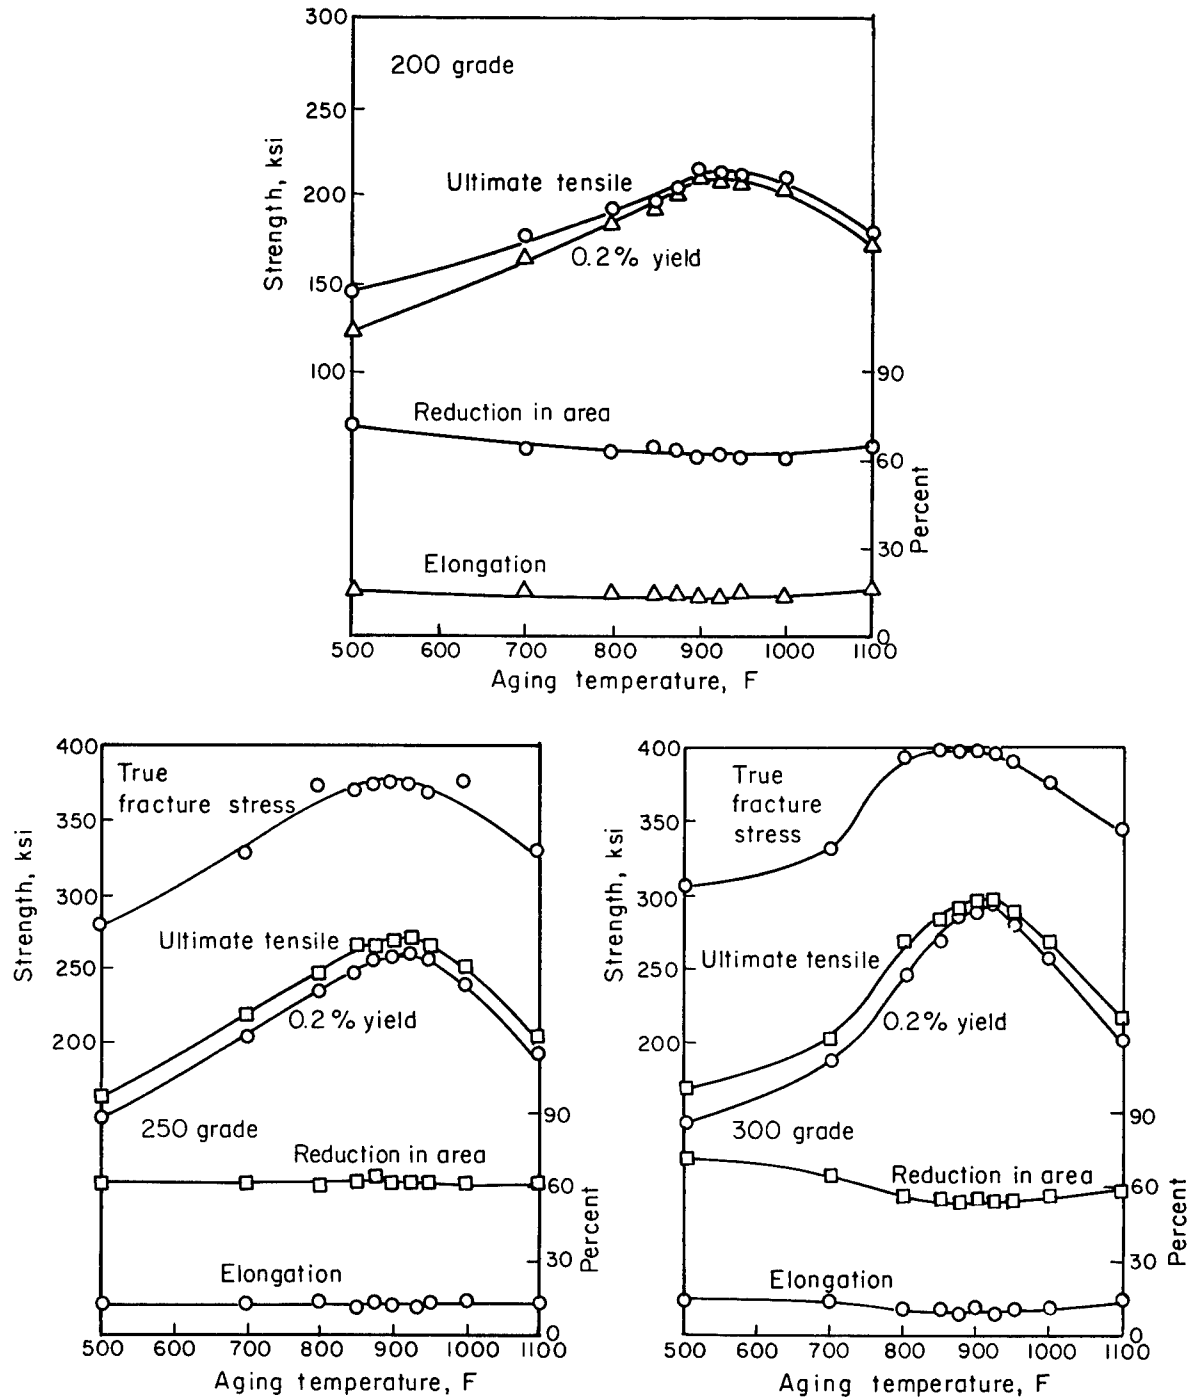 300
200 grade
250
Strength, ksi
Ultimate tensile
200
0.2% yield
150
100
90
Reduction in area
60
Percent
Elongation
30
0
500 600 700 800 900 1000 1100
Aging temperature, F
400
True
fracture stress
350
Strength, ksi
300
Ultimate tensile
250
0.2% yield
200
250 grade
90
Reduction in area
60
Percent
30
Elongation
0
500 600 700 800 900 1000 1100
Aging temperature, F
400
True
fracture
stress
350
Strength, ksi
300
Ultimate tensile
250
0.2% yield
200
300 grade
90
Reduction in area
60
Percent
30
Elongation
0
500 600 700 800 900 1000 1100
Aging temperature, F